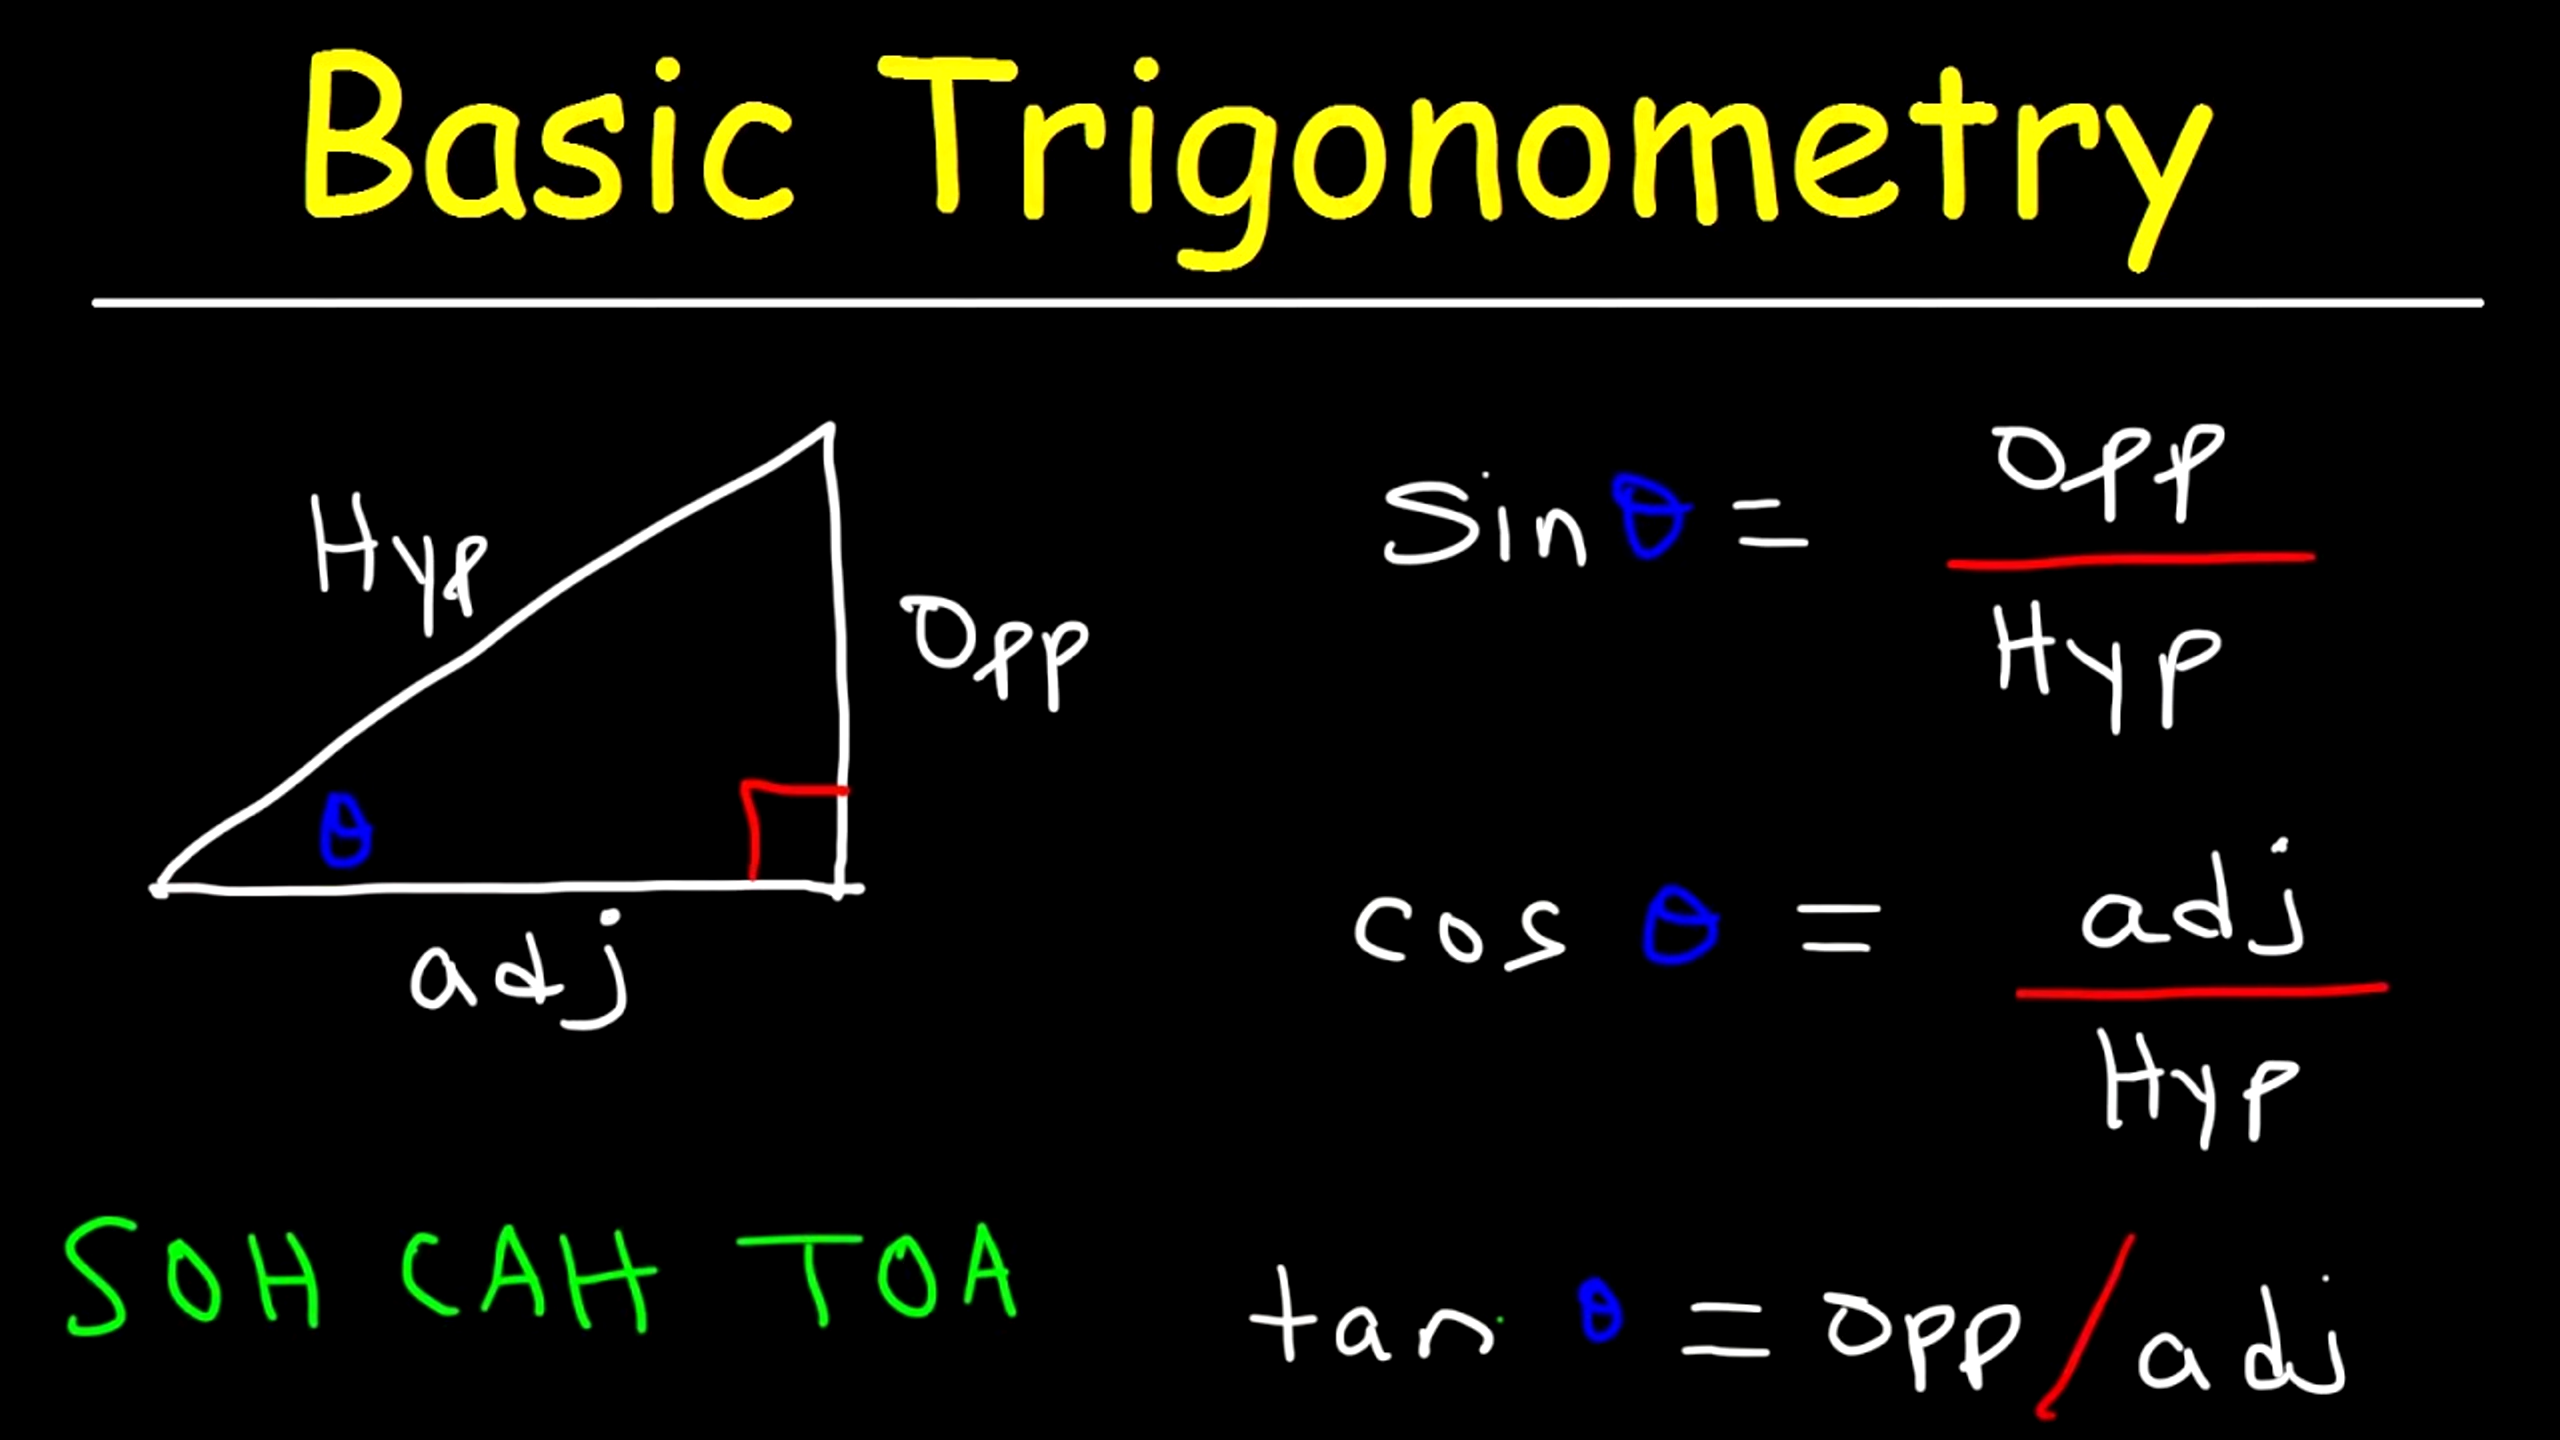 Basic Trigonometry
Hyp
Opp
θ
adj
SOH CAH TOA
Sin θ = Opp / Hyp
cos θ = adj / Hyp
tan θ = Opp / adj